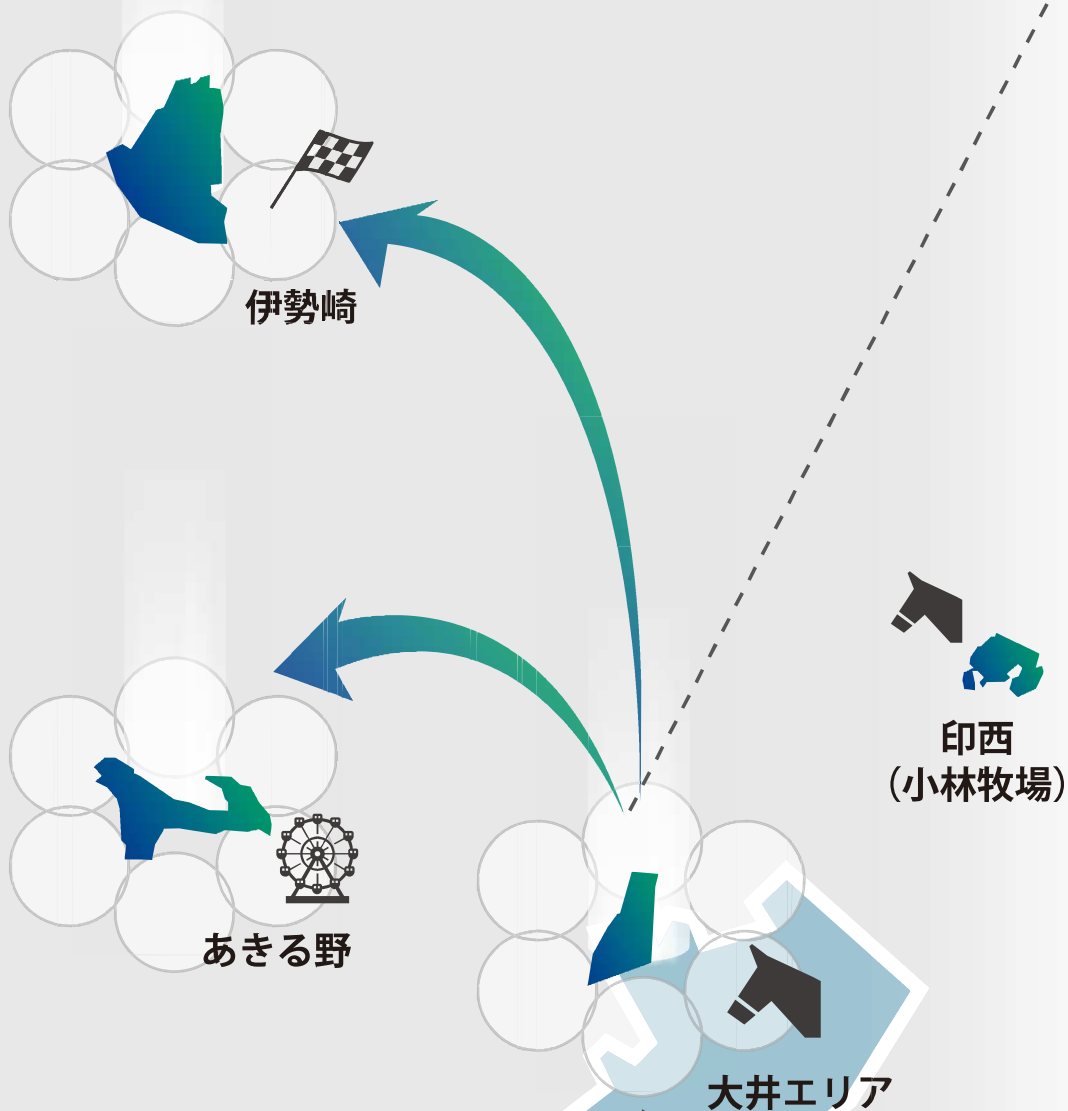 伊勢崎
印西
（小林牧場）
あきる野
大井エリア